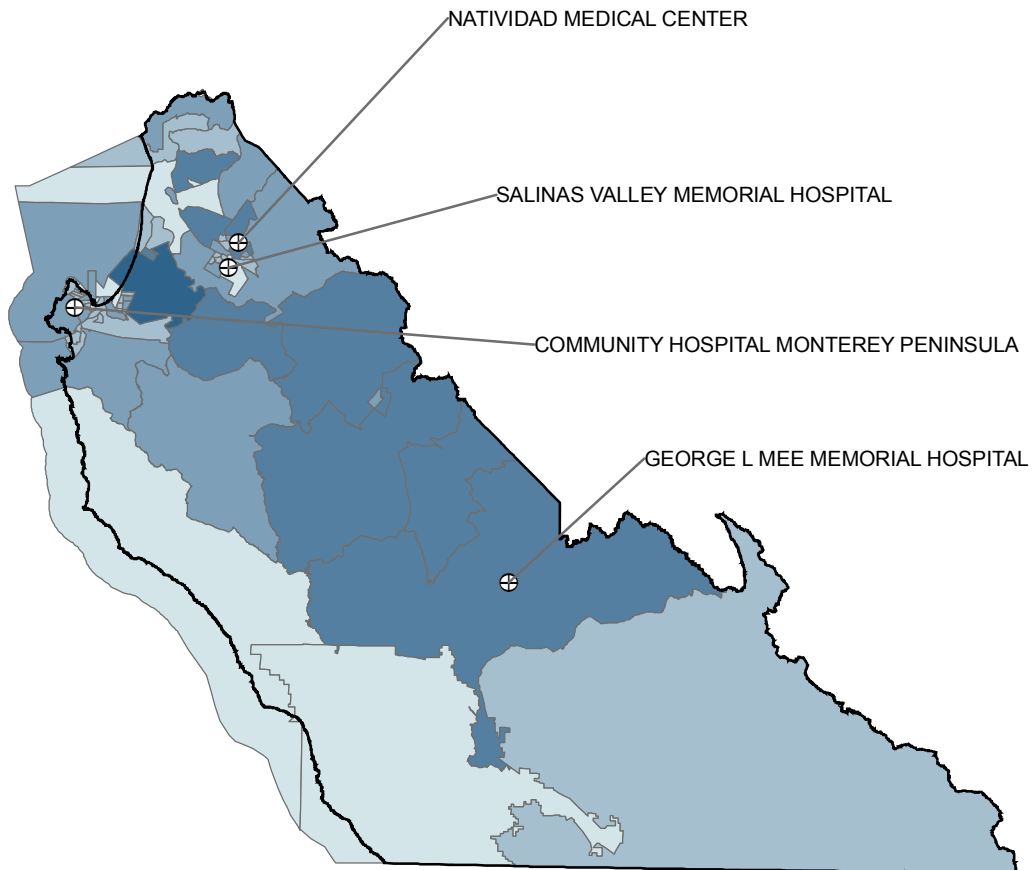 NATIVIDAD MEDICAL CENTER
SALINAS VALLEY MEMORIAL HOSPITAL
COMMUNITY HOSPITAL MONTEREY PENINSULA
GEORGE L MEE MEMORIAL HOSPITAL